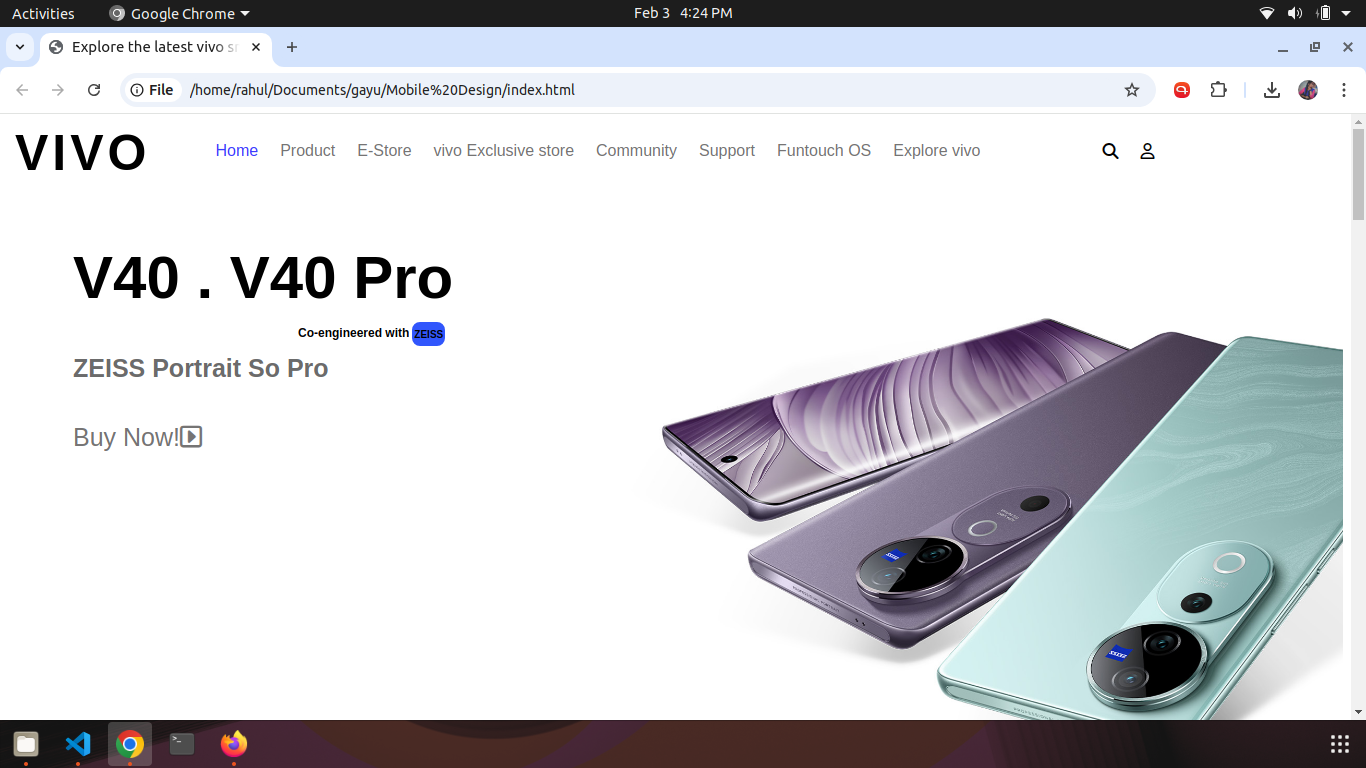 Activities Google Chrome Feb 3 4:24 PM
Explore the latest vivo
File /home/rahul/Documents/gayu/Mobile%20Design/index.html
VIVO Home Product E-Store vivo Exclusive store Community Support Funtouch OS Explore vivo
V40 . V40 Pro
Co-engineered with ZEISS
ZEISS Portrait So Pro
Buy Now!
ZEISS
ZEISS